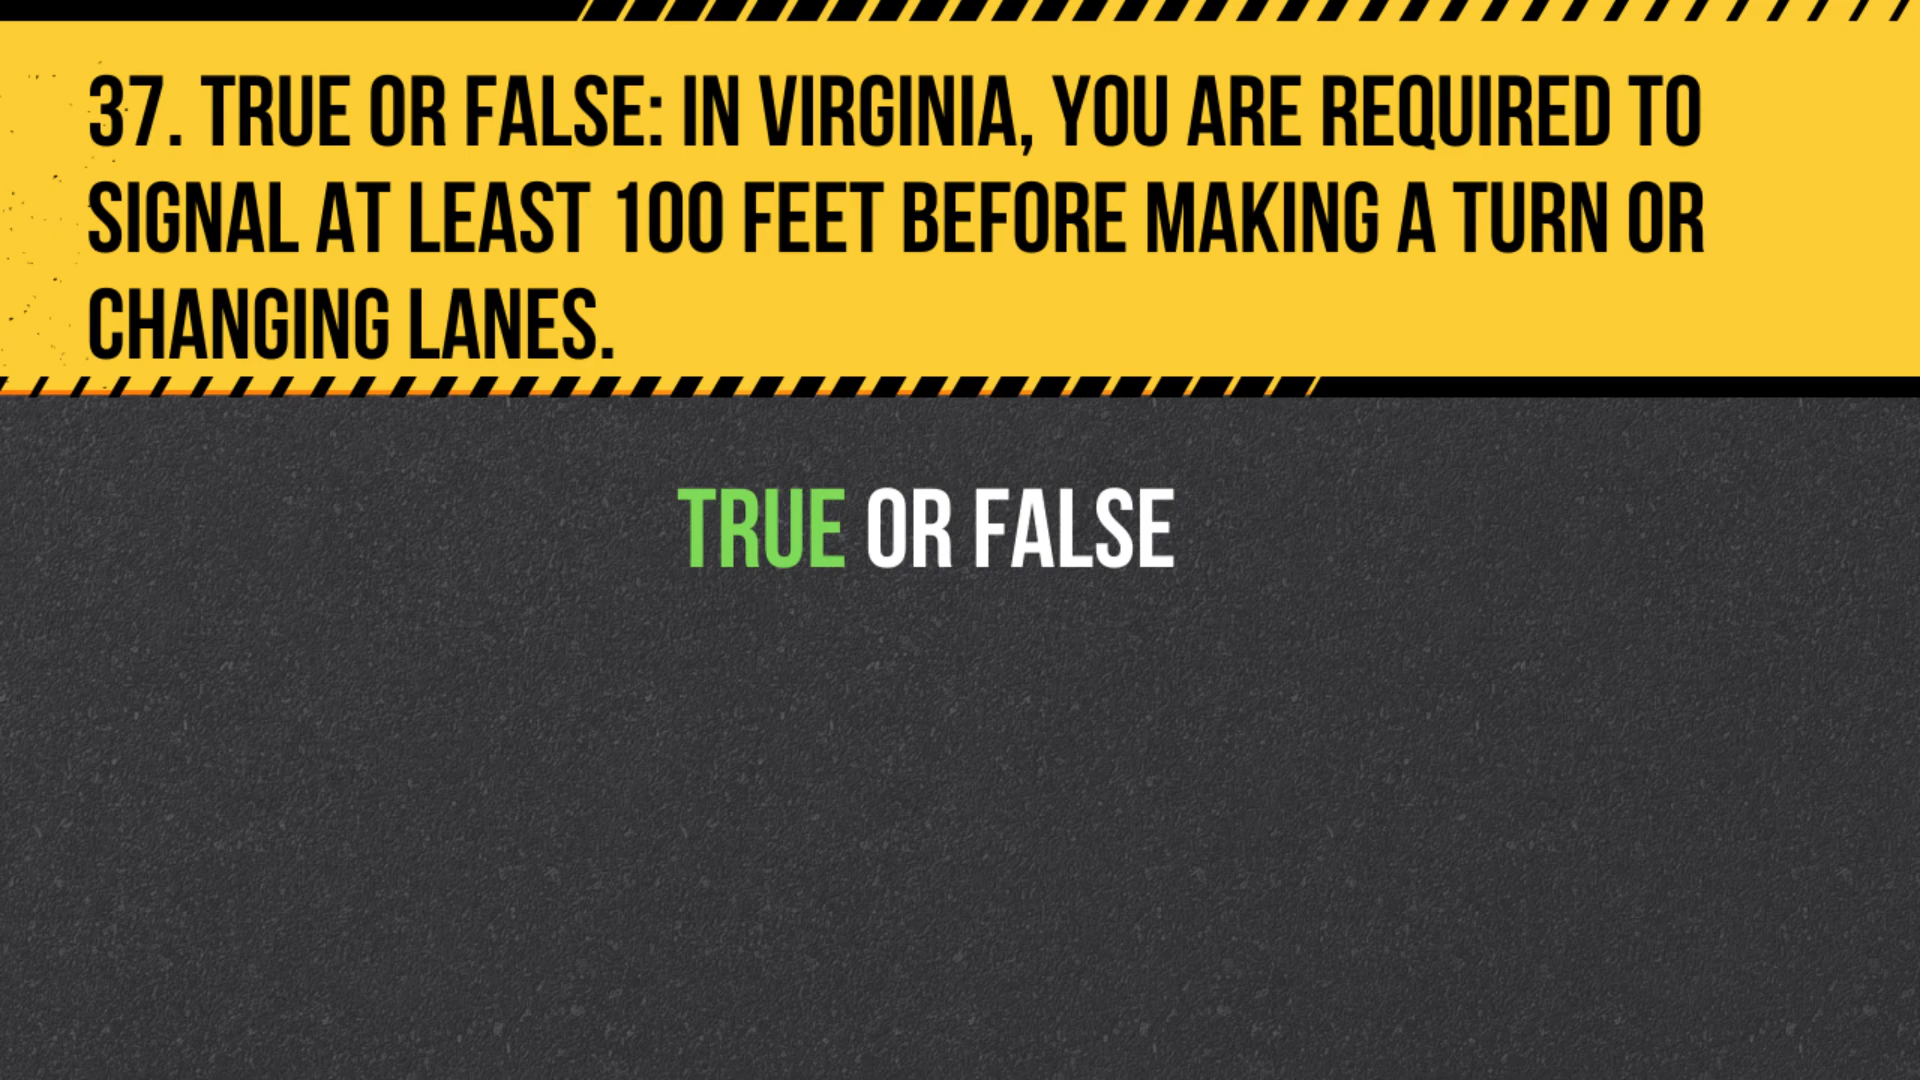 37. TRUE OR FALSE: IN VIRGINIA, YOU ARE REQUIRED TO
SIGNAL AT LEAST 100 FEET BEFORE MAKING A TURN OR
CHANGING LANES.
TRUE OR FALSE